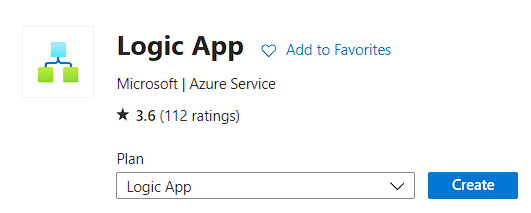 Logic App
Add to Favorites
Microsoft | Azure Service
★ 3.6 (112 ratings)
Plan
Logic App
Create